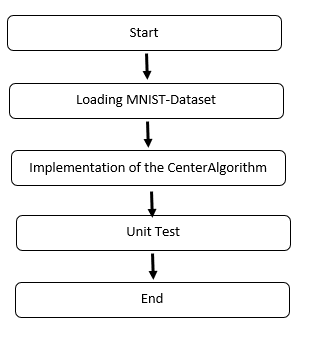 Start
Loading MNIST-Dataset
Implementation of the CenterAlgorithm
Unit Test
End